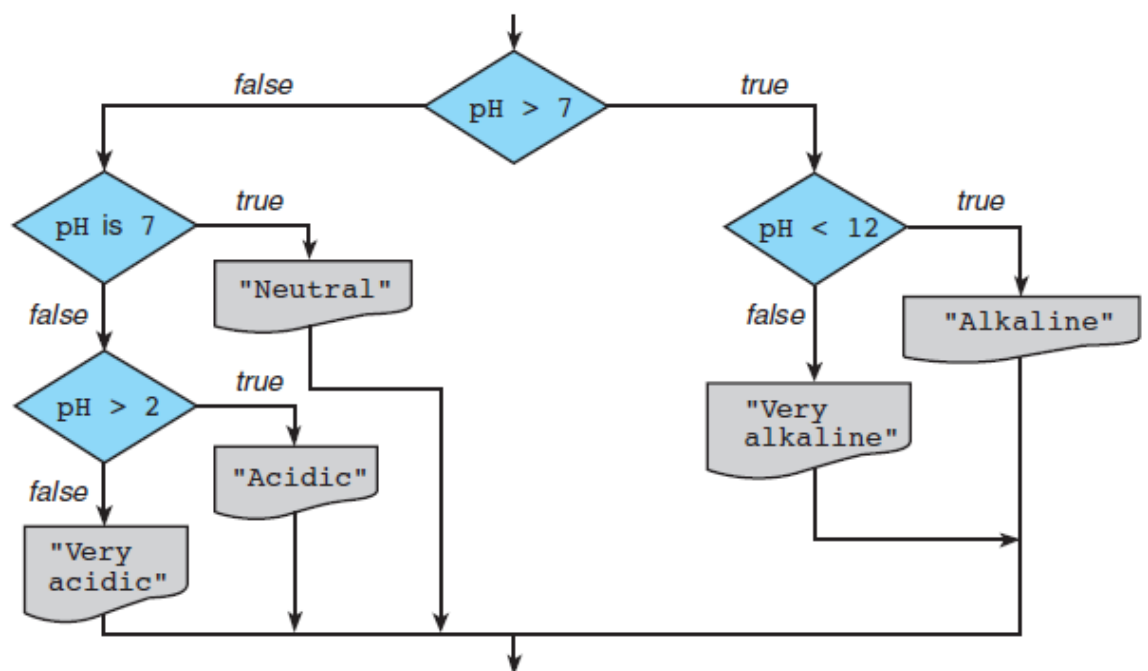 false
pH > 7
true
pH is 7
true
pH < 12
true
"Neutral"
false
"Alkaline"
false
pH > 2
true
"Very
alkaline"
"Acidic"
false
"Very
acidic"